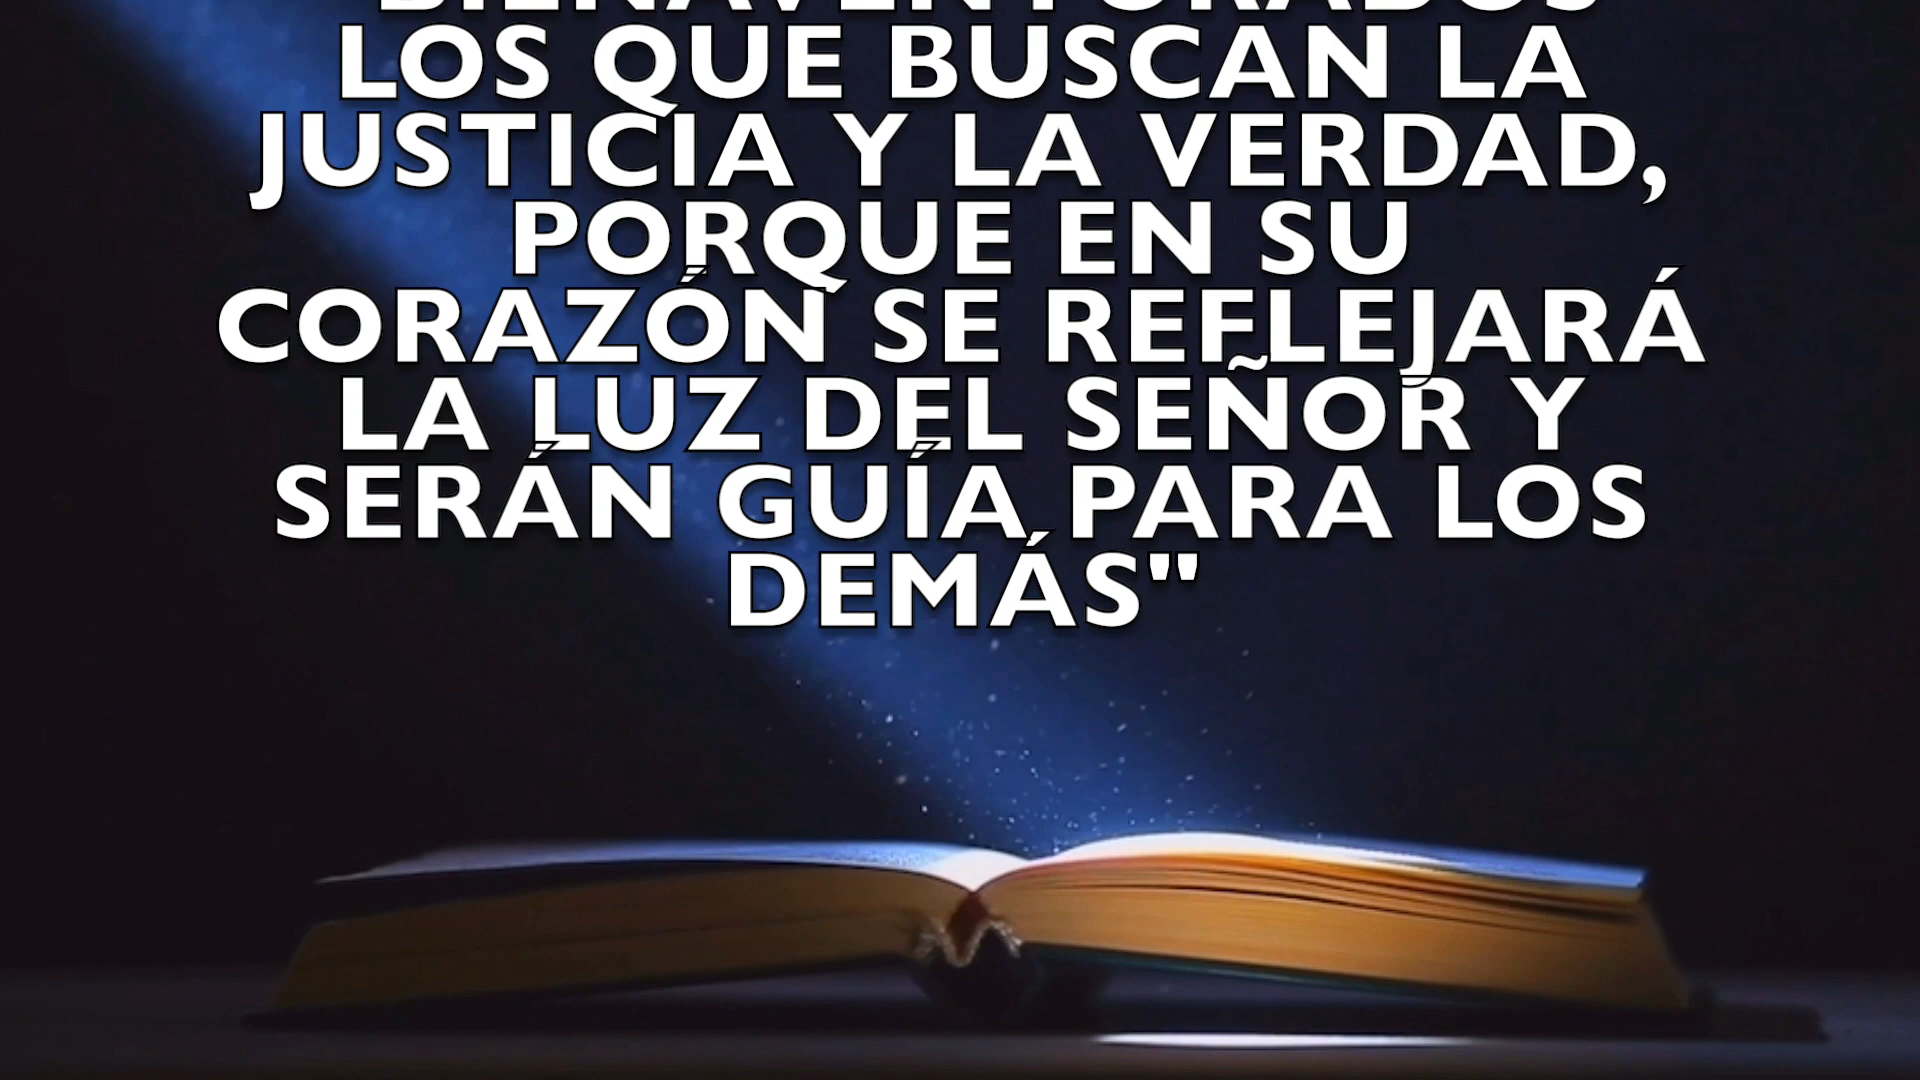 BIENAVENTURADOS
LOS QUE BUSCAN LA
JUSTICIA Y LA VERDAD,
PORQUE EN SU
CORAZÓN SE REFLEJARÁ
LA LUZ DEL SEÑOR Y
SERÁN GUÍA PARA LOS
DEMÁS"